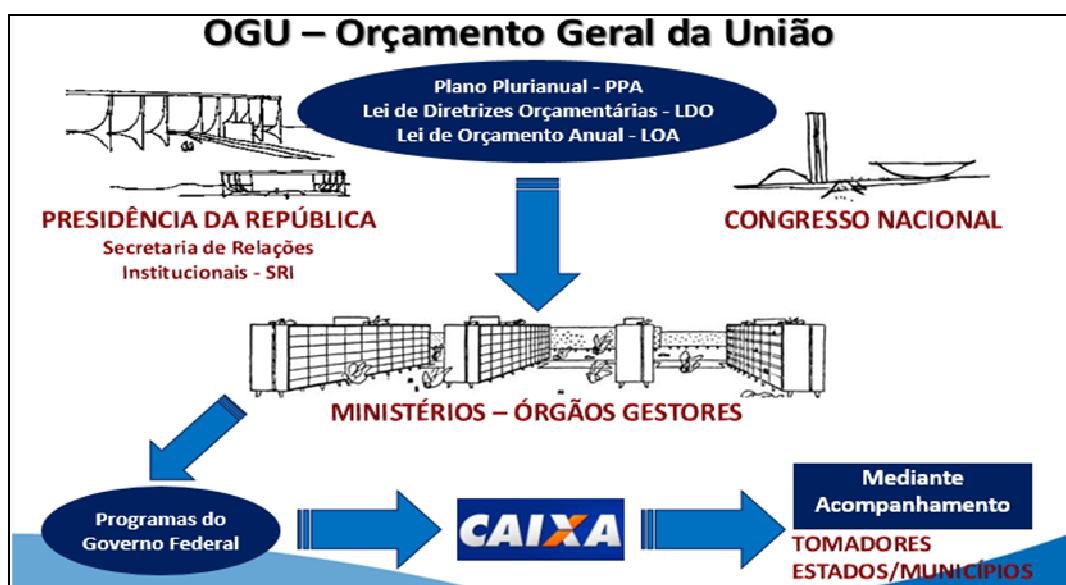 OGU – Orçamento Geral da União
Plano Plurianual - PPA
Lei de Diretrizes Orçamentárias - LDO
Lei de Orçamento Anual - LOA
PRESIDÊNCIA DA REPÚBLICA
Secretaria de Relações
Institucionais - SRI
CONGRESSO NACIONAL
MINISTÉRIOS – ÓRGÃOS GESTORES
Programas do
Governo Federal
CAIXA
Mediante
Acompanhamento
TOMADORES
ESTADOS/MUNICÍPIOS